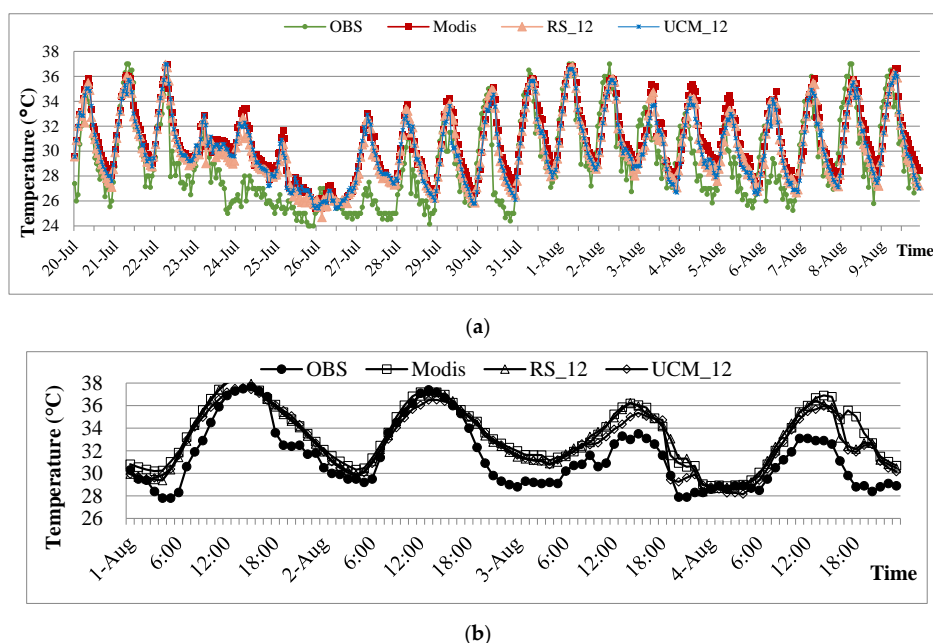 OBS Modis RS_12 UCM_12
38
36
34
32
30
28
26
24
Temperature (°C)
20-Jul 21-Jul 22-Jul 23-Jul 24-Jul 25-Jul 26-Jul 27-Jul 28-Jul 29-Jul 30-Jul 31-Jul 1-Aug 2-Aug 3-Aug 4-Aug 5-Aug 6-Aug 7-Aug 8-Aug 9-Aug
Time
(a)
OBS Modis RS_12 UCM_12
38
36
34
32
30
28
26
Temperature (°C)
1-Aug 6:00 12:00 18:00 2-Aug 6:00 12:00 18:00 3-Aug 6:00 12:00 18:00 4-Aug 6:00 12:00 18:00
Time
(b)